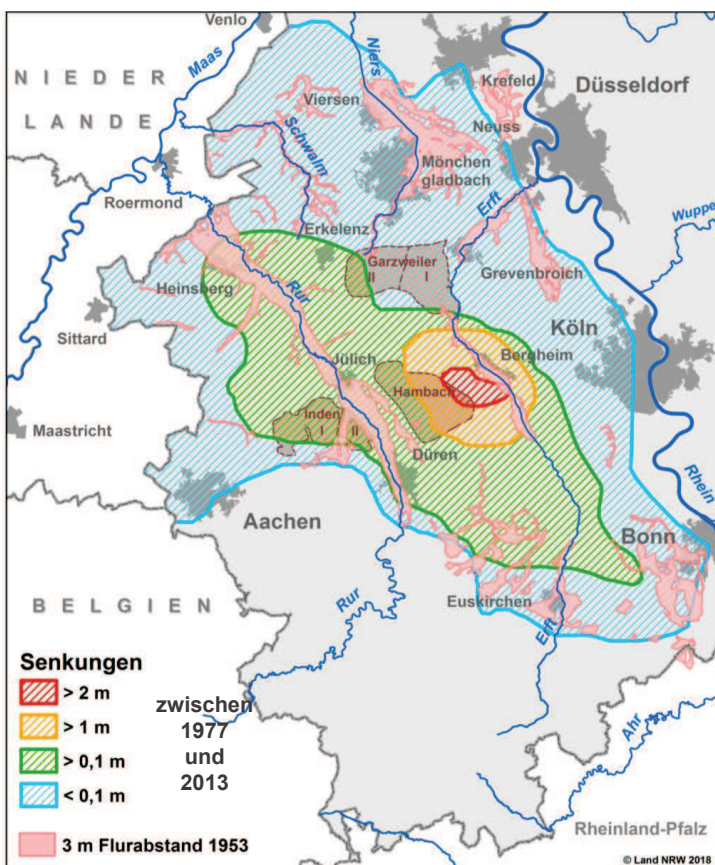 Venlo
Maas
Niers
Krefeld
Düsseldorf
NIEDER
LANDE
Viersen
Neuss
Schwalm
Mönchen
gladbach
Roermond
Erft
Wupper
Erkelenz
Garzweiler
II
I
Grevenbroich
Heinsberg
Rur
Köln
Sittard
Jülich
Bergheim
Hambach
Inden
I
II
Maastricht
Düren
Rhein
Aachen
Bonn
BELGIEN
Rur
Euskirchen
Erft
Senkungen
> 2 m
> 1 m
> 0,1 m
< 0,1 m
zwischen
1977
und
2013
Ahr
3 m Flurabstand 1953
Rheinland-Pfalz
© Land NRW 2018